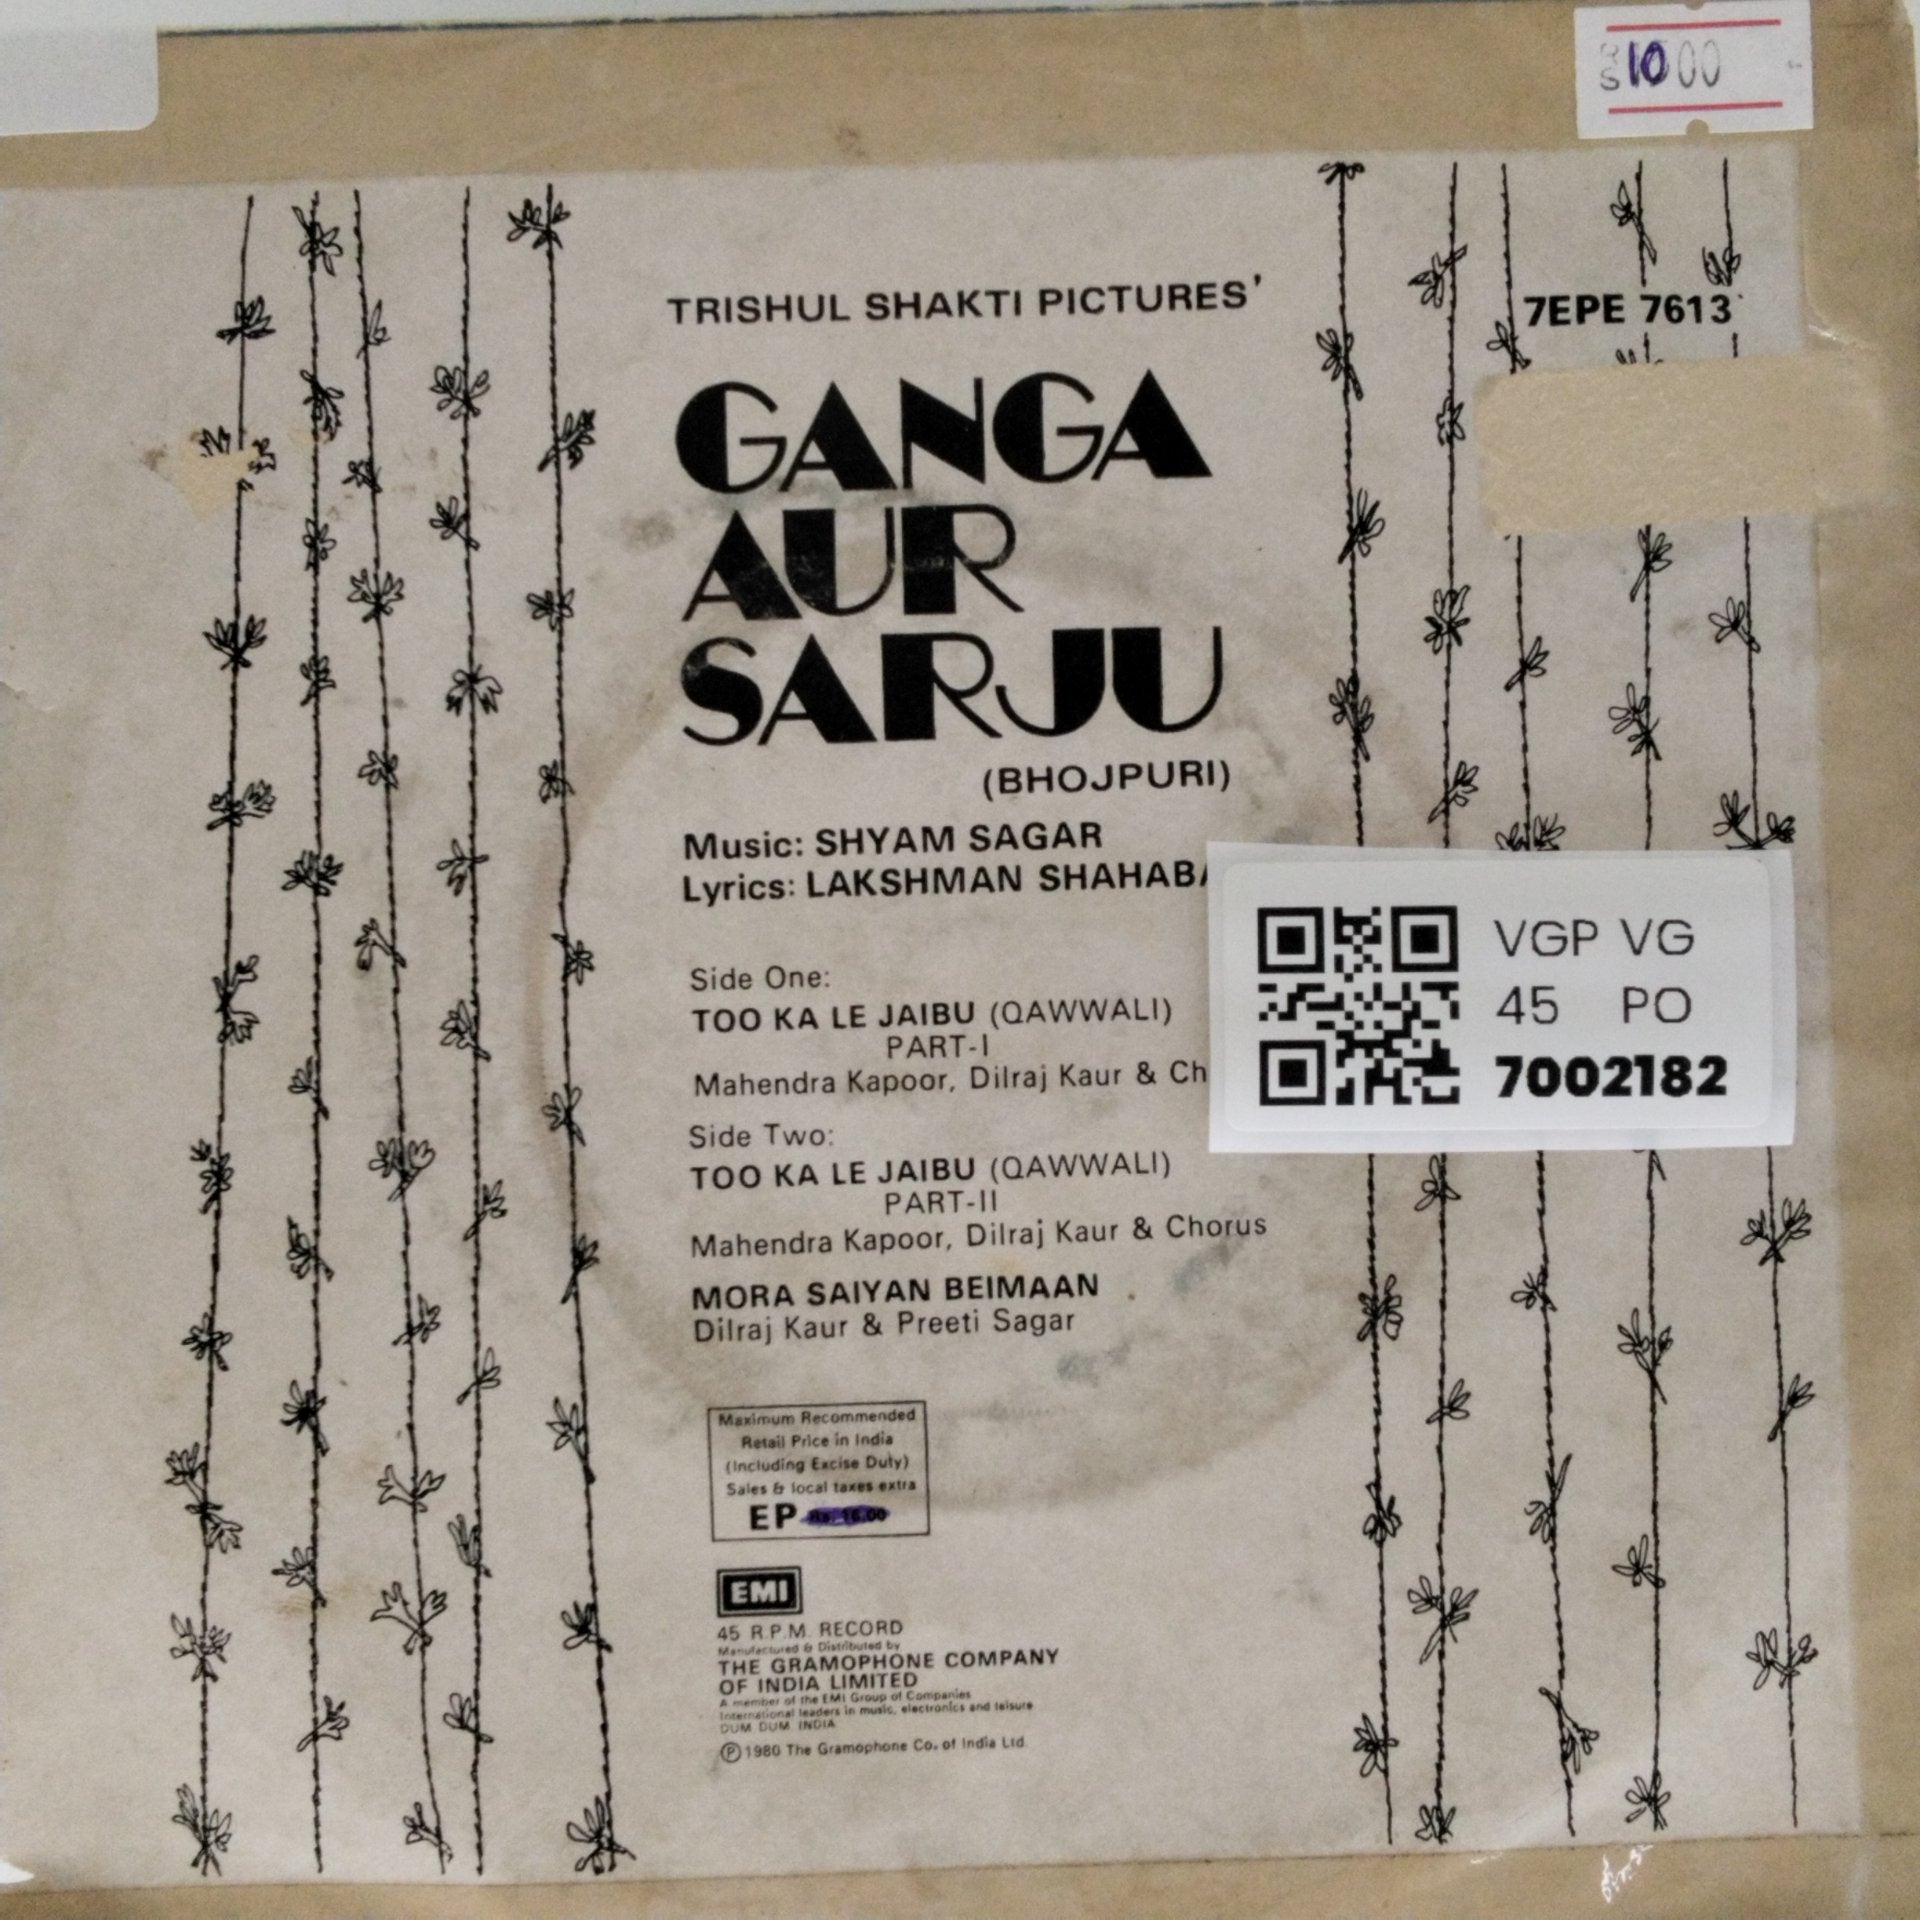 1000
TRISHUL SHAKTI PICTURES'
7EPE 7613
GANGA
AUR
SARJU
(BHOJPURI)
Music: SHYAM SAGAR
Lyrics: LAKSHMAN
VGP VG
45 PO
7002182
Side One:
TOO KA LE JAIBU (QAWWALI)
PART-I
Mahendra Kapoor, Dilraj Kaur & Ch
Side Two:
TOO KA LE JAIBU (QAWWALI)
PART-II
Mahendra Kapoor, Dilraj Kaur & Chorus
MORA SAIYAN BEIMAAN
Dilraj Kaur & Preeti Sagar
Maximum Recommended
Retail Price in India
(Including Excise Duty)
Sales & local taxes extra
EP Rs. 16.00
EMI
45 R.P.M. RECORD
Manufactured & Distributed by
THE GRAMOPHONE COMPANY
OF INDIA LIMITED
A member of the EMI Group of Companies
International leaders in music, electronics and leisure
DUM DUM INDIA
Ⓟ 1980 The Gramophone Co. of India Ltd